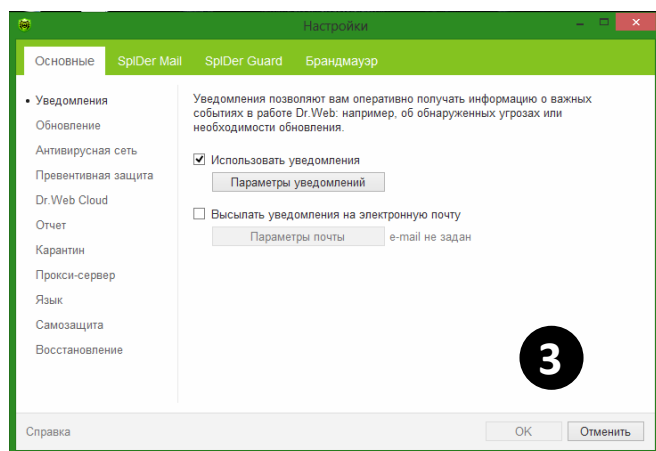 Настройки
Основные SpIDer Mail SpIDer Guard Брандмауэр
Уведомления
Обновление
Антивирусная сеть
Превентивная защита
Dr.Web Cloud
Отчет
Карантин
Прокси-сервер
Язык
Самозащита
Восстановление
Уведомления позволяют вам оперативно получать информацию о важных
событиях в работе Dr.Web: например, об обнаруженных угрозах или
необходимости обновления.
Использовать уведомления
Параметры уведомлений
Высылать уведомления на электронную почту
Параметры почты e-mail не задан
3
Справка OK Отменить